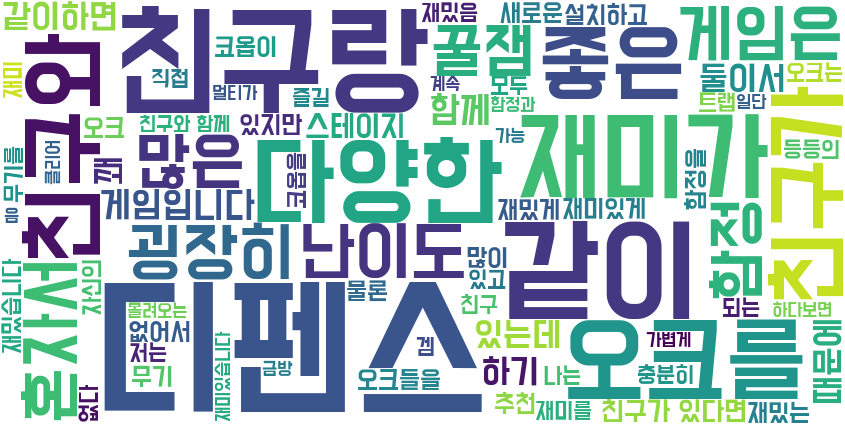 같이하면
친구랑
재밌음
새로운
설치하고
게임은
재미
친구와
코옵이
꿀잼
좋은
둘이서
오크는
직접
멀티가
즐길
계속
모두
함께
함정과
트랩
일단
친구가
오크
친구와 함께
있지만
스테이지
가능
재미가
등등의
무기를
클리어
꽤
많은
다양한
코옵을
함정을
믕
게임입니다
재밌게
재미있게
함정
굉장히
난이도
같이
많이
있고
재밌습니다
혼자서
자신의
몰려오는
물론
디펜스
친구
되는
하다보면
없어서
있는데
오크를
가볍게
때문에
저는
재미있습니다
금방
겜
하기
나는
충분히
없다
무기
오크들을
추천
재미를
친구가 있다면
재밌는